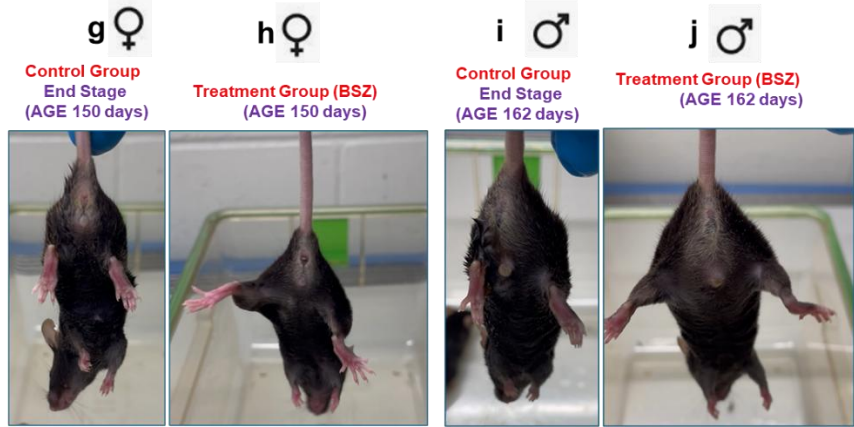 g ♀
Control Group
End Stage
(AGE 150 days)
h ♀
Treatment Group (BSZ)
(AGE 150 days)
i ♂
Control Group
End Stage
(AGE 162 days)
j ♂
Treatment Group (BSZ)
(AGE 162 days)